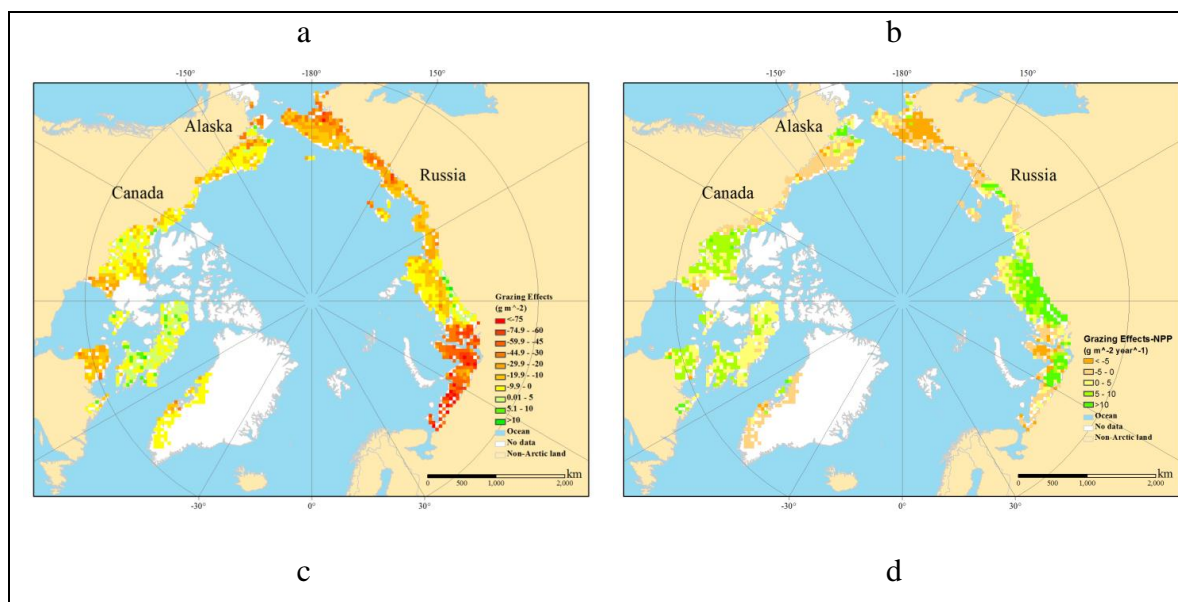 a
b
-150°
-180°
150°
Alaska
Canada
Russia
Grazing Effects
(g m^-2)
<-75
-74.9 - -60
-59.9 - -45
-44.9 - -30
-29.9 - -20
-19.9 - -10
-9.9 - 0
0.01 - 5
5.1 - 10
>10
Ocean
No data
Non-Arctic land
km
0 500 1,000 2,000
-30°
0°
30°
-150°
-180°
150°
Alaska
Canada
Russia
Grazing Effects-NPP
(g m^-2 year^-1)
< -5
-5 - 0
0 - 5
5 - 10
>10
Ocean
No data
Non-Arctic land
km
0 500 1,000 2,000
-30°
0°
30°
c
d